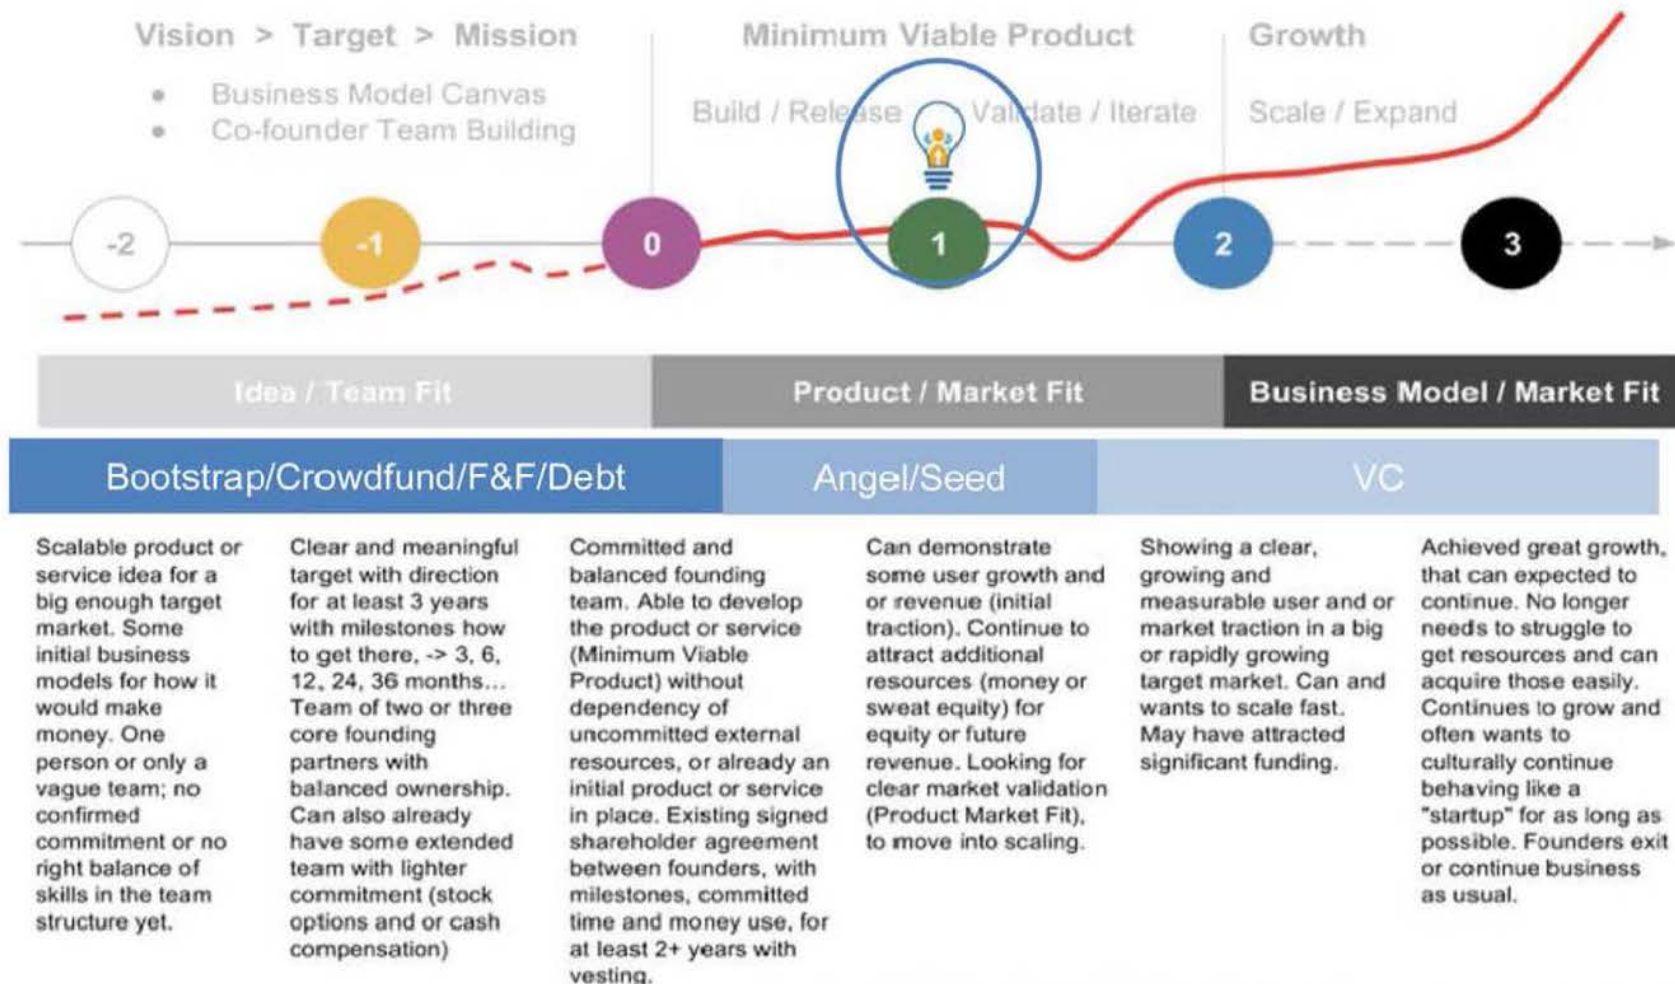 Vision > Target > Mission
• Business Model Canvas
• Co-founder Team Building
Minimum Viable Product
Build / Release
Validate / Iterate
Growth
Scale / Expand
-2
-1
0
1
2
3
Idea / Team Fit
Product / Market Fit
Business Model / Market Fit
Bootstrap/Crowdfund/F&F/Debt
Angel/Seed
VC
Scalable product or
service idea for a
big enough target
market. Some
initial business
models for how it
would make
money. One
person or only a
vague team; no
confirmed
commitment or no
right balance of
skills in the team
structure yet.
Clear and meaningful
target with direction
for at least 3 years
with milestones how
to get there, -> 3, 6,
12, 24, 36 months...
Team of two or three
core founding
partners with
balanced ownership.
Can also already
have some extended
team with lighter
commitment (stock
options and or cash
compensation)
Committed and
balanced founding
team. Able to develop
the product or service
(Minimum Viable
Product) without
dependency of
uncommitted external
resources, or already an
initial product or service
in place. Existing signed
shareholder agreement
between founders, with
milestones, committed
time and money use, for
at least 2+ years with
vesting.
Can demonstrate
some user growth and
or revenue (initial
traction). Continue to
attract additional
resources (money or
sweat equity) for
equity or future
revenue. Looking for
clear market validation
(Product Market Fit),
to move into scaling.
Showing a clear,
growing and
measurable user and or
market traction in a big
or rapidly growing
target market. Can and
wants to scale fast.
May have attracted
significant funding.
Achieved great growth,
that can expected to
continue. No longer
needs to struggle to
get resources and can
acquire those easily.
Continues to grow and
often wants to
culturally continue
behaving like a
"startup" for as long as
possible. Founders exit
or continue business
as usual.